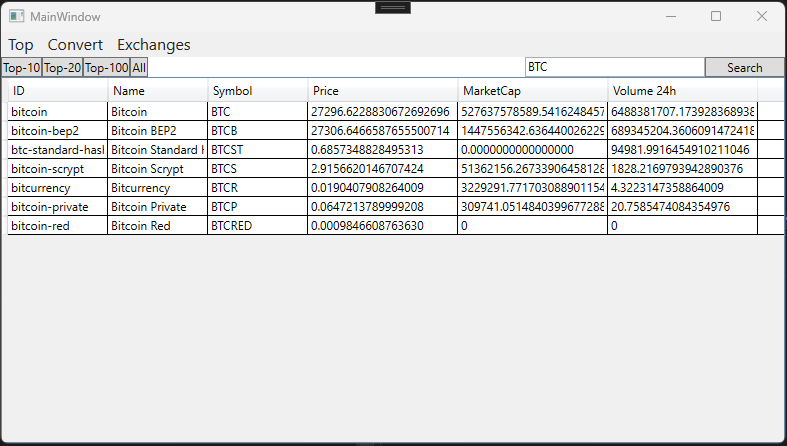 MainWindow
Top Convert Exchanges
Top-10 Top-20 Top-100 All BTC Search
ID Name Symbol Price MarketCap Volume 24h
bitcoin Bitcoin BTC 27296.6228830672692696 527637578589.5416248457 6488381707.173928368938
bitcoin-bep2 Bitcoin BEP2 BTCB 27306.6466587655500714 1447556342.636440026229 689345204.3606091472418
btc-standard-hasl Bitcoin Standard H BTCST 0.6857348828495313 0.0000000000000000 94981.9916454910211046
bitcoin-scrypt Bitcoin Scrypt BTCS 2.9156620146707424 51362156.26733906458128 1828.2169793942890376
bitcurrency Bitcurrency BTCR 0.0190407908264009 3229291.771703088901154 4.3223147358864009
bitcoin-private Bitcoin Private BTCP 0.0647213789999208 309741.0514840399677288 20.7585474084354976
bitcoin-red Bitcoin Red BTCRED 0.0009846608763630 0 0